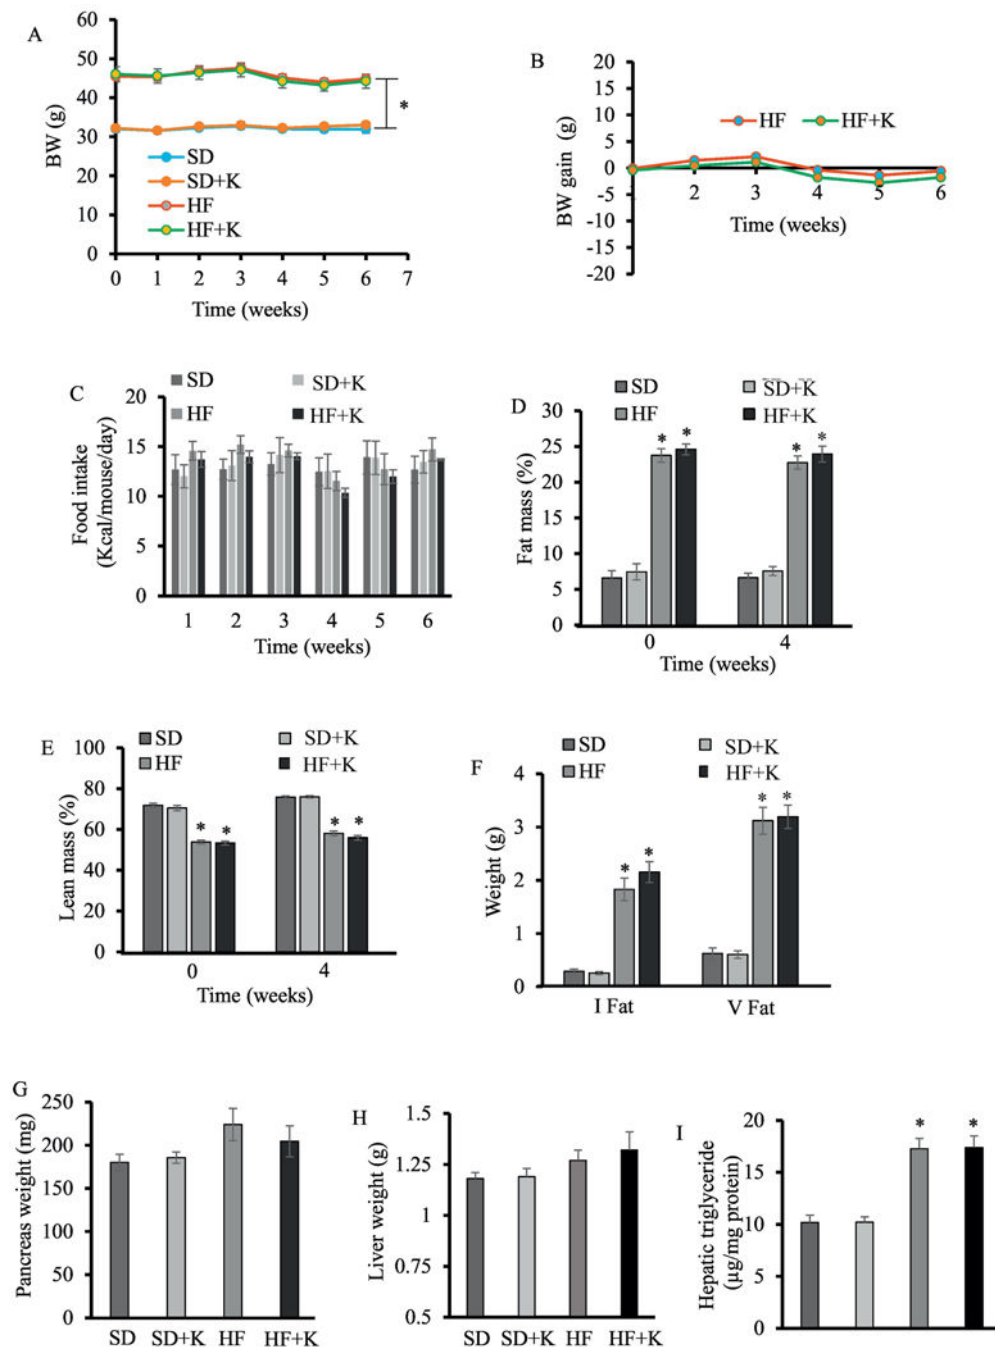 A
60
50
40
30
20
10
0
BW (g)
*
SD
SD+K
HF
HF+K
0 1 2 3 4 5 6 7
Time (weeks)
B
20
15
10
5
0
-5
-10
-15
-20
BW gain (g)
HF HF+K
2 3 4 5 6
Time (weeks)
C
SD SD+K
HF HF+K
20
15
10
5
0
Food intake
(Kcal/mouse/day)
1 2 3 4 5 6
Time (weeks)
D
SD SD+K
HF HF+K
30
25
20
15
10
5
0
Fat mass (%)
* * * *
0 4
Time (weeks)
E
SD SD+K
HF HF+K
100
80
60
40
20
0
Lean mass (%)
* * * *
0 4
Time (weeks)
F
SD SD+K
HF HF+K
4
3
2
1
0
Weight (g)
* * * *
I Fat V Fat
G
250
200
150
100
50
0
Pancreas weight (mg)
SD SD+K HF HF+K
H
1.5
1.25
1
0.75
0.5
Liver weight (g)
SD SD+K HF HF+K
I
20
15
10
5
0
Hepatic triglyceride
(µg/mg protein)
* *